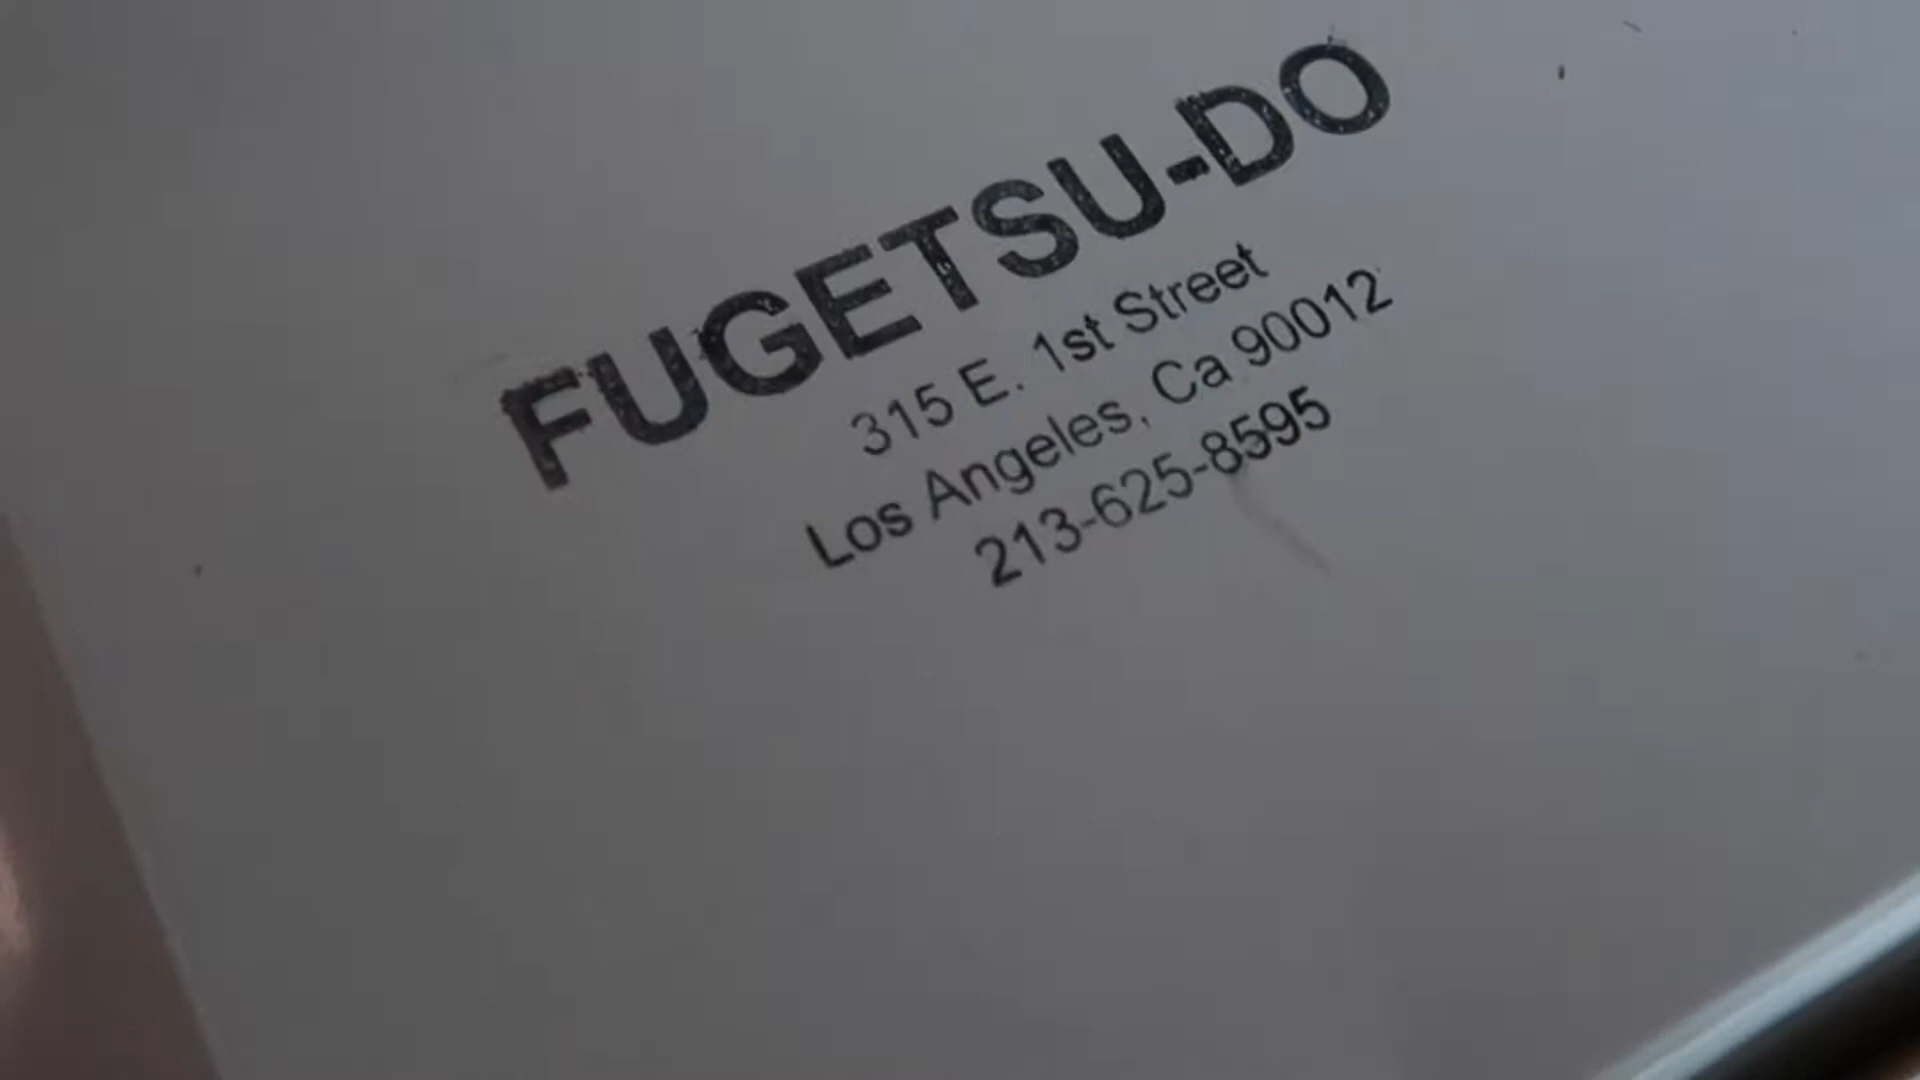 FUGETSU-DO
315 E. 1st Street
Los Angeles, Ca 90012
213-625-8595